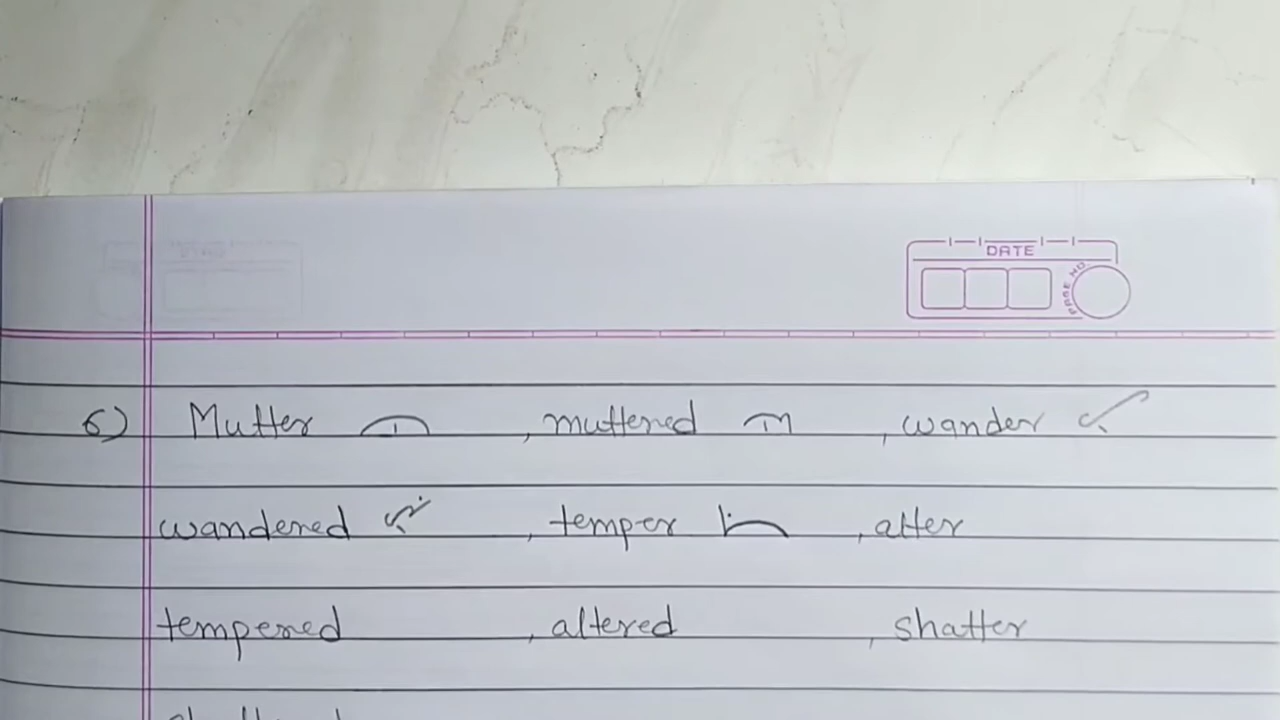 DATE
PAGE NO.
6) Mutter , muttered , wander
wandered , temper , alter
tempered , altered , shatter